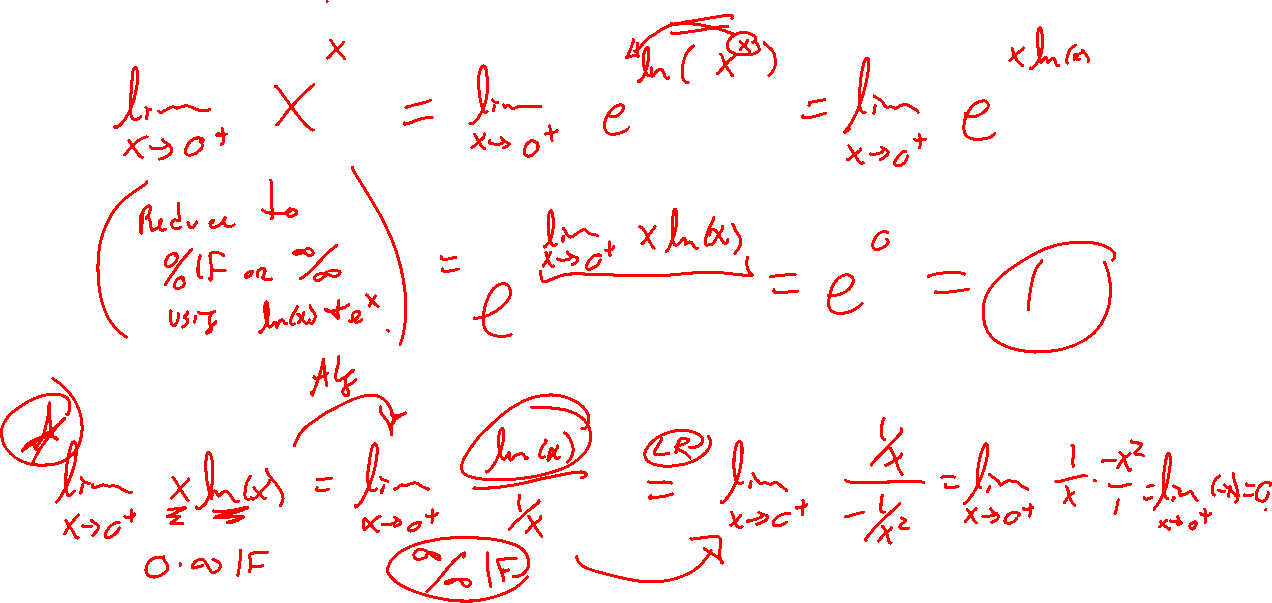 lim x→0⁺ x^x = lim x→0⁺ e^(ln(x^x)) = lim x→0⁺ e^(x ln(x)
(Reduce to
0/0 IF or ∞/∞
using ln(x) + e^x.)
= e^(lim x→0⁺ x ln(x)) = e^0 = 1
Alg
lim x→0⁺ x ln(x) = lim x→0⁺ ln(x)/(1/x) LR = lim x→0⁺ (1/x)/(-1/x²) = lim x→0⁺ 1/x · -x²/1 = lim x→0⁺ (-x) = 0
0·∞ IF
∞/∞ IF